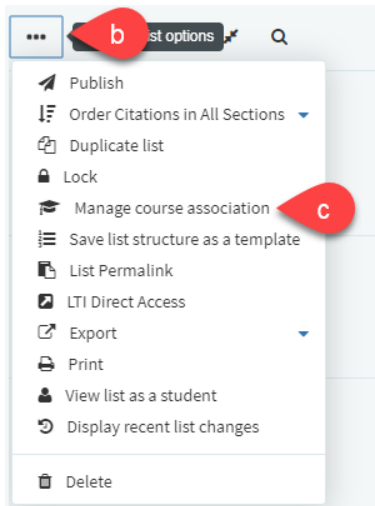 b
st options
Publish
Order Citations in All Sections
Duplicate list
Lock
Manage course association
c
Save list structure as a template
List Permalink
LTI Direct Access
Export
Print
View list as a student
Display recent list changes
Delete